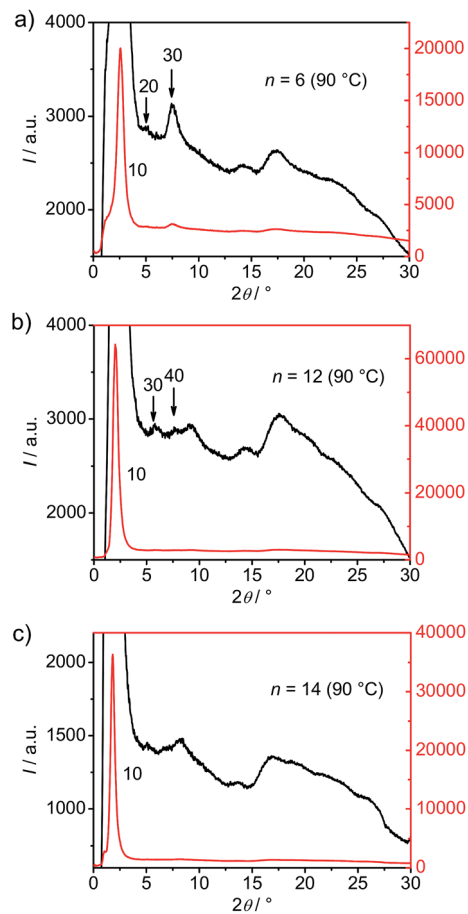 a)
4000
3000
2000
I / a.u.
20
30
10
n = 6 (90 °C)
20000
15000
10000
5000
0
0 5 10 15 20 25 30
2θ / °
b)
4000
3000
2000
I / a.u.
30
40
10
n = 12 (90 °C)
60000
40000
20000
0
0 5 10 15 20 25 30
2θ / °
c)
2000
1500
1000
I / a.u.
10
n = 14 (90 °C)
40000
30000
20000
10000
0
0 5 10 15 20 25 30
2θ / °